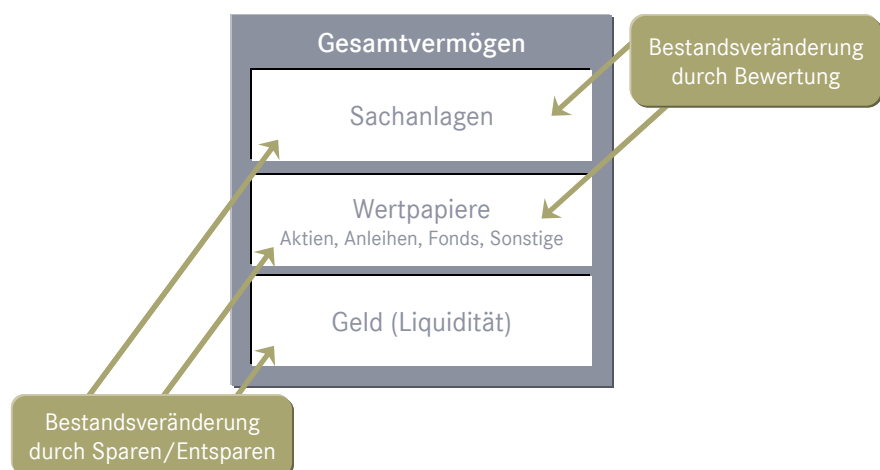 Gesamtvermögen
Bestandsveränderung
durch Bewertung
Sachanlagen
Wertpapiere
Aktien, Anleihen, Fonds, Sonstige
Geld (Liquidität)
Bestandsveränderung
durch Sparen/Entsparen